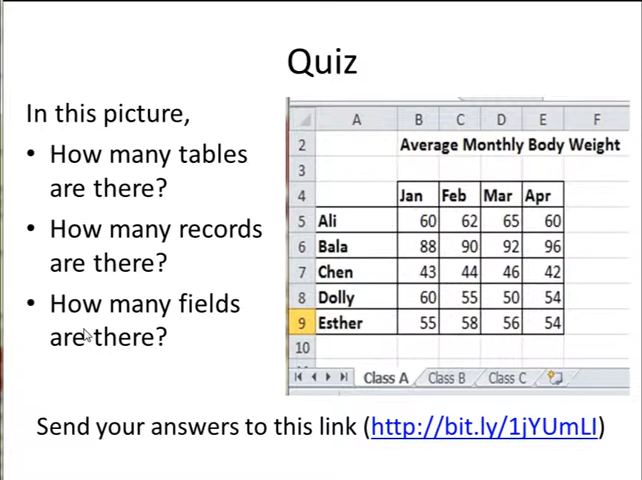 Quiz
In this picture,
• How many tables
are there?
• How many records
are there?
• How many fields
are there?
A B C D E F
2 Average Monthly Body Weight
3
4 Jan Feb Mar Apr
5 Ali 60 62 65 60
6 Bala 88 90 92 96
7 Chen 43 44 46 42
8 Dolly 60 55 50 54
9 Esther 55 58 56 54
10
Class A Class B Class C
Send your answers to this link (http://bit.ly/1jYUmLI)